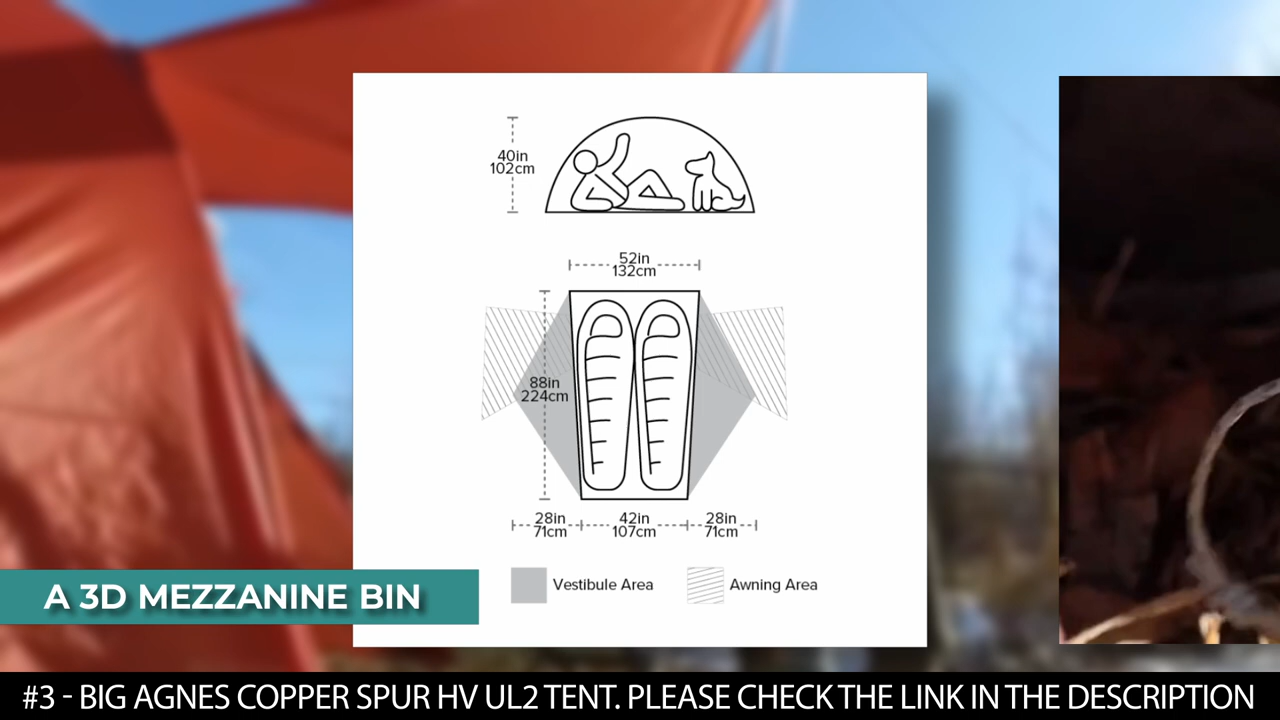 40in
102cm
52in
132cm
88in
224cm
28in
71cm
42in
107cm
28in
71cm
Vestibule Area
Awning Area
A 3D MEZZANINE BIN
#3 - BIG AGNES COPPER SPUR HV UL2 TENT. PLEASE CHECK THE LINK IN THE DESCRIPTION